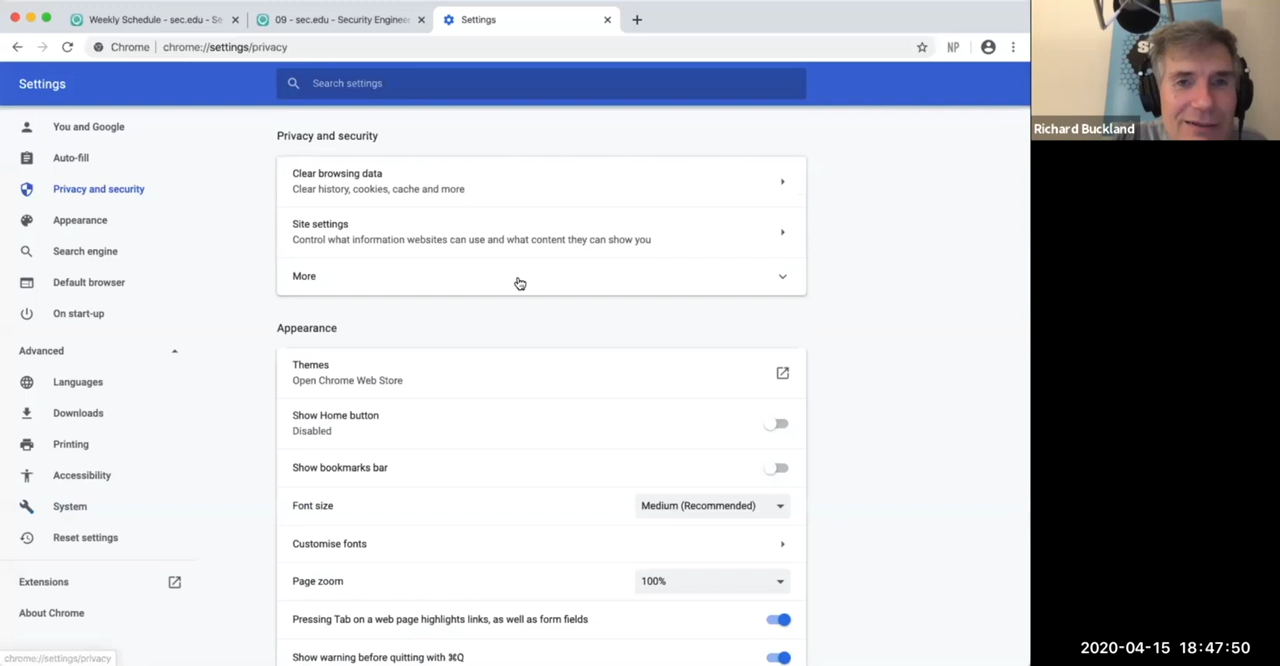 Weekly Schedule - sec.edu - Se
09 - sec.edu - Security Enginee
Settings
Chrome
chrome://settings/privacy
NP
Settings
Search settings
Richard Buckland
You and Google
Auto-fill
Privacy and security
Appearance
Search engine
Default browser
On start-up
Advanced
Languages
Downloads
Printing
Accessibility
System
Reset settings
Extensions
About Chrome
chrome://settings/privacy
Privacy and security
Clear browsing data
Clear history, cookies, cache and more
Site settings
Control what information websites can use and what content they can show you
More
Appearance
Themes
Open Chrome Web Store
Show Home button
Disabled
Show bookmarks bar
Font size
Medium (Recommended)
Customise fonts
Page zoom
100%
Pressing Tab on a web page highlights links, as well as form fields
Show warning before quitting with ⌘Q
2020-04-15 18:47:50